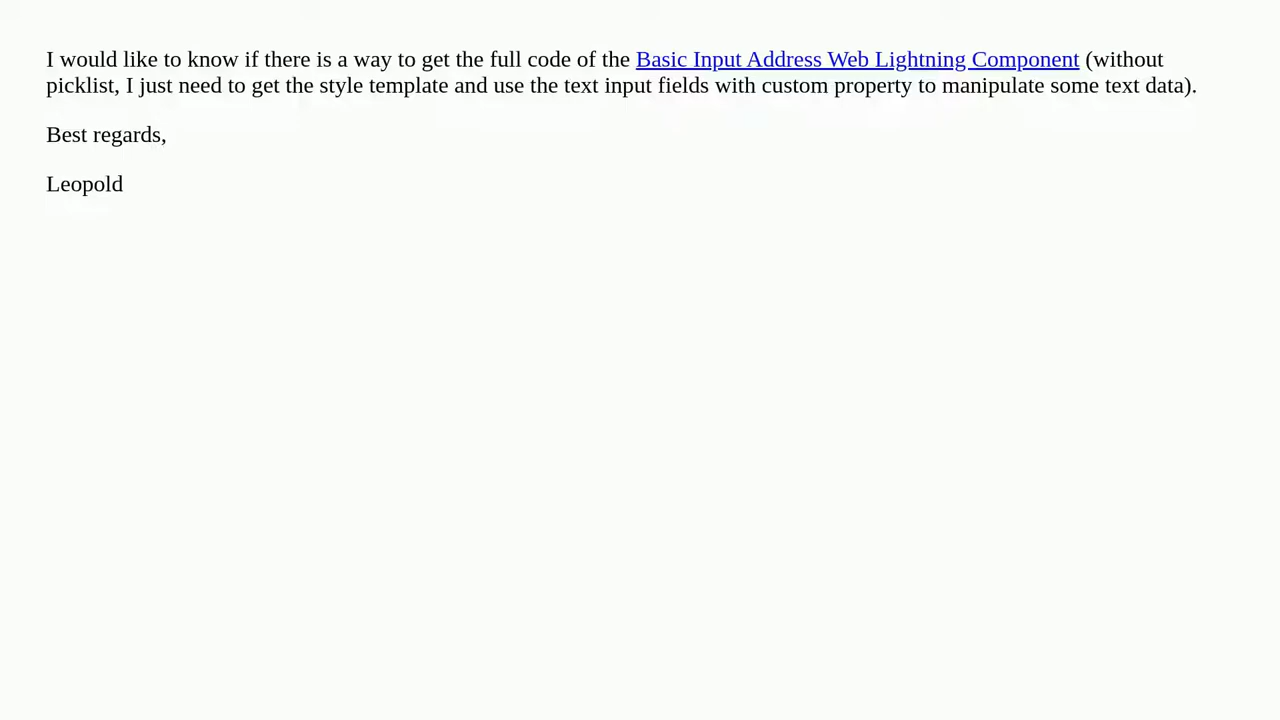 I would like to know if there is a way to get the full code of the Basic Input Address Web Lightning Component (without
picklist, I just need to get the style template and use the text input fields with custom property to manipulate some text data).
Best regards,
Leopold